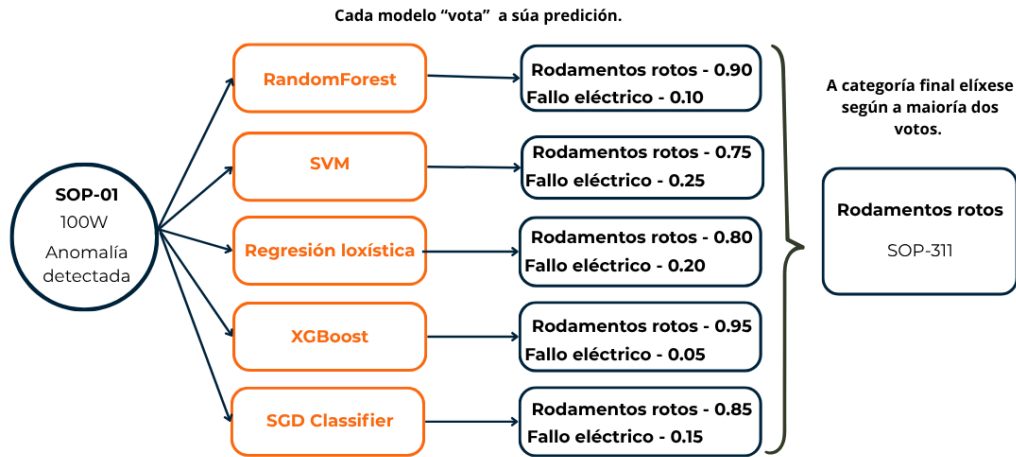 Cada modelo “vota” a súa predición.
SOP-01
100W
Anomalía
detectada
RandomForest
Rodamentos rotos - 0.90
Fallo eléctrico - 0.10
SVM
Rodamentos rotos - 0.75
Fallo eléctrico - 0.25
Regresión loxística
Rodamentos rotos - 0.80
Fallo eléctrico - 0.20
XGBoost
Rodamentos rotos - 0.95
Fallo eléctrico - 0.05
SGD Classifier
Rodamentos rotos - 0.85
Fallo eléctrico - 0.15
A categoría final elíxese
según a maioría dos
votos.
Rodamentos rotos
SOP-311